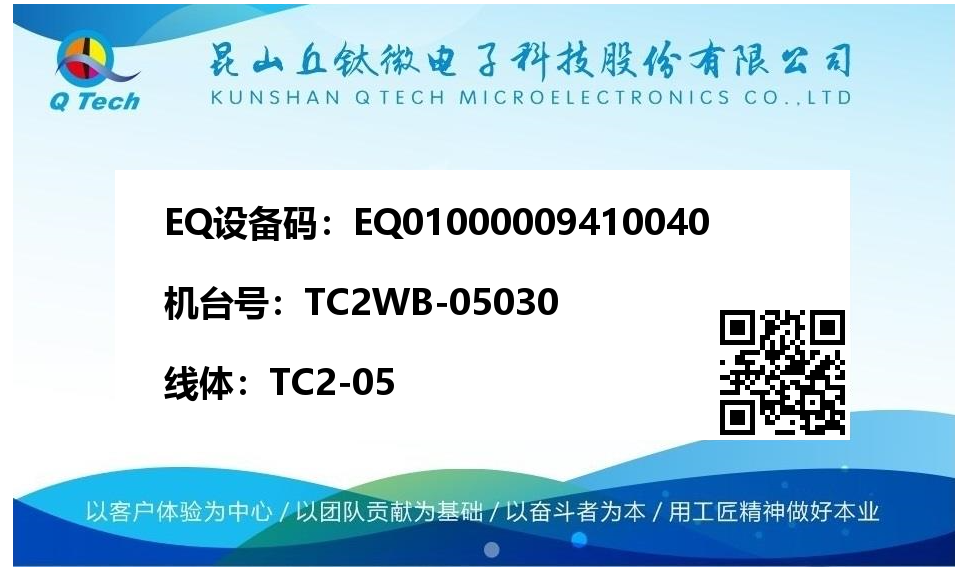 Q Tech
昆山丘钛微电子科技股份有限公司
KUNSHAN Q TECH MICROELECTRONICS CO.,LTD
EQ设备码：EQ01000009410040
机台号：TC2WB-05030
线体：TC2-05
以客户体验为中心 / 以团队贡献为基础 / 以奋斗者为本 / 用工匠精神做好本业